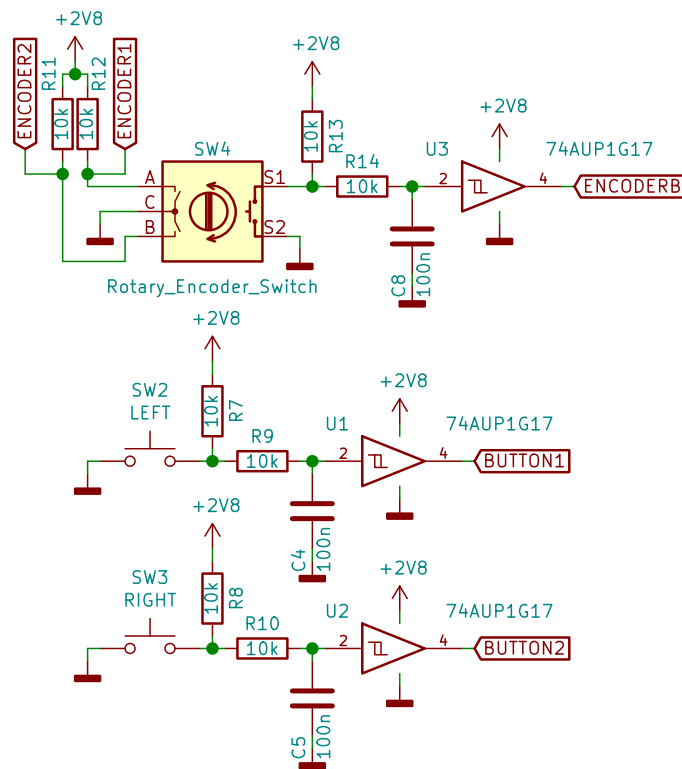 +2V8
ENCODER2
R11
10k
R12
10k
ENCODER1
SW4
A
C
B
S1
S2
Rotary_Encoder_Switch
+2V8
10k
R13
R14
10k
C8
100n
U3
+2V8
74AUP1G17
2
4
ENCODERB
+2V8
SW2
LEFT
10k
R7
R9
10k
C4
100n
U1
+2V8
74AUP1G17
2
4
BUTTON1
+2V8
SW3
RIGHT
10k
R8
R10
10k
C5
100n
U2
+2V8
74AUP1G17
2
4
BUTTON2